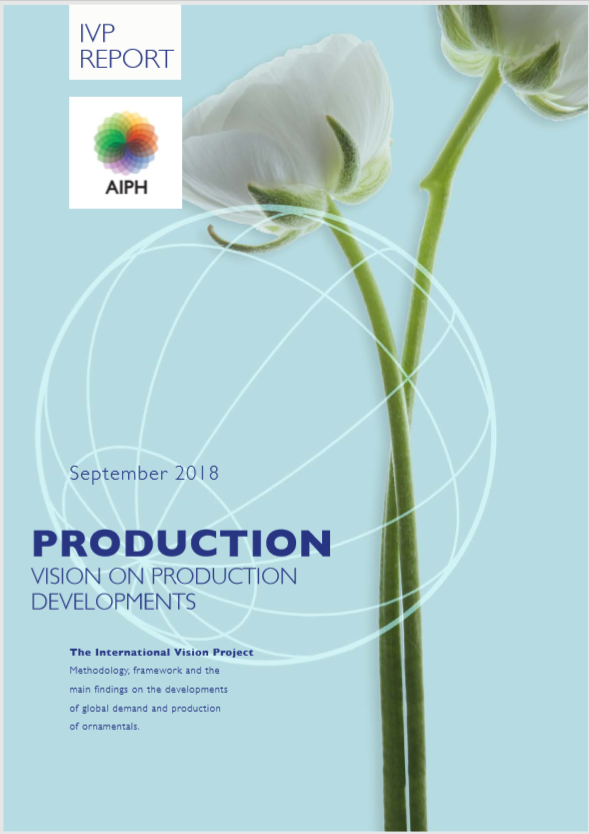 IVP
REPORT
AIPH
September 2018
PRODUCTION
VISION ON PRODUCTION
DEVELOPMENTS
The International Vision Project
Methodology, framework and the
main findings on the developments
of global demand and production
of ornamentals.